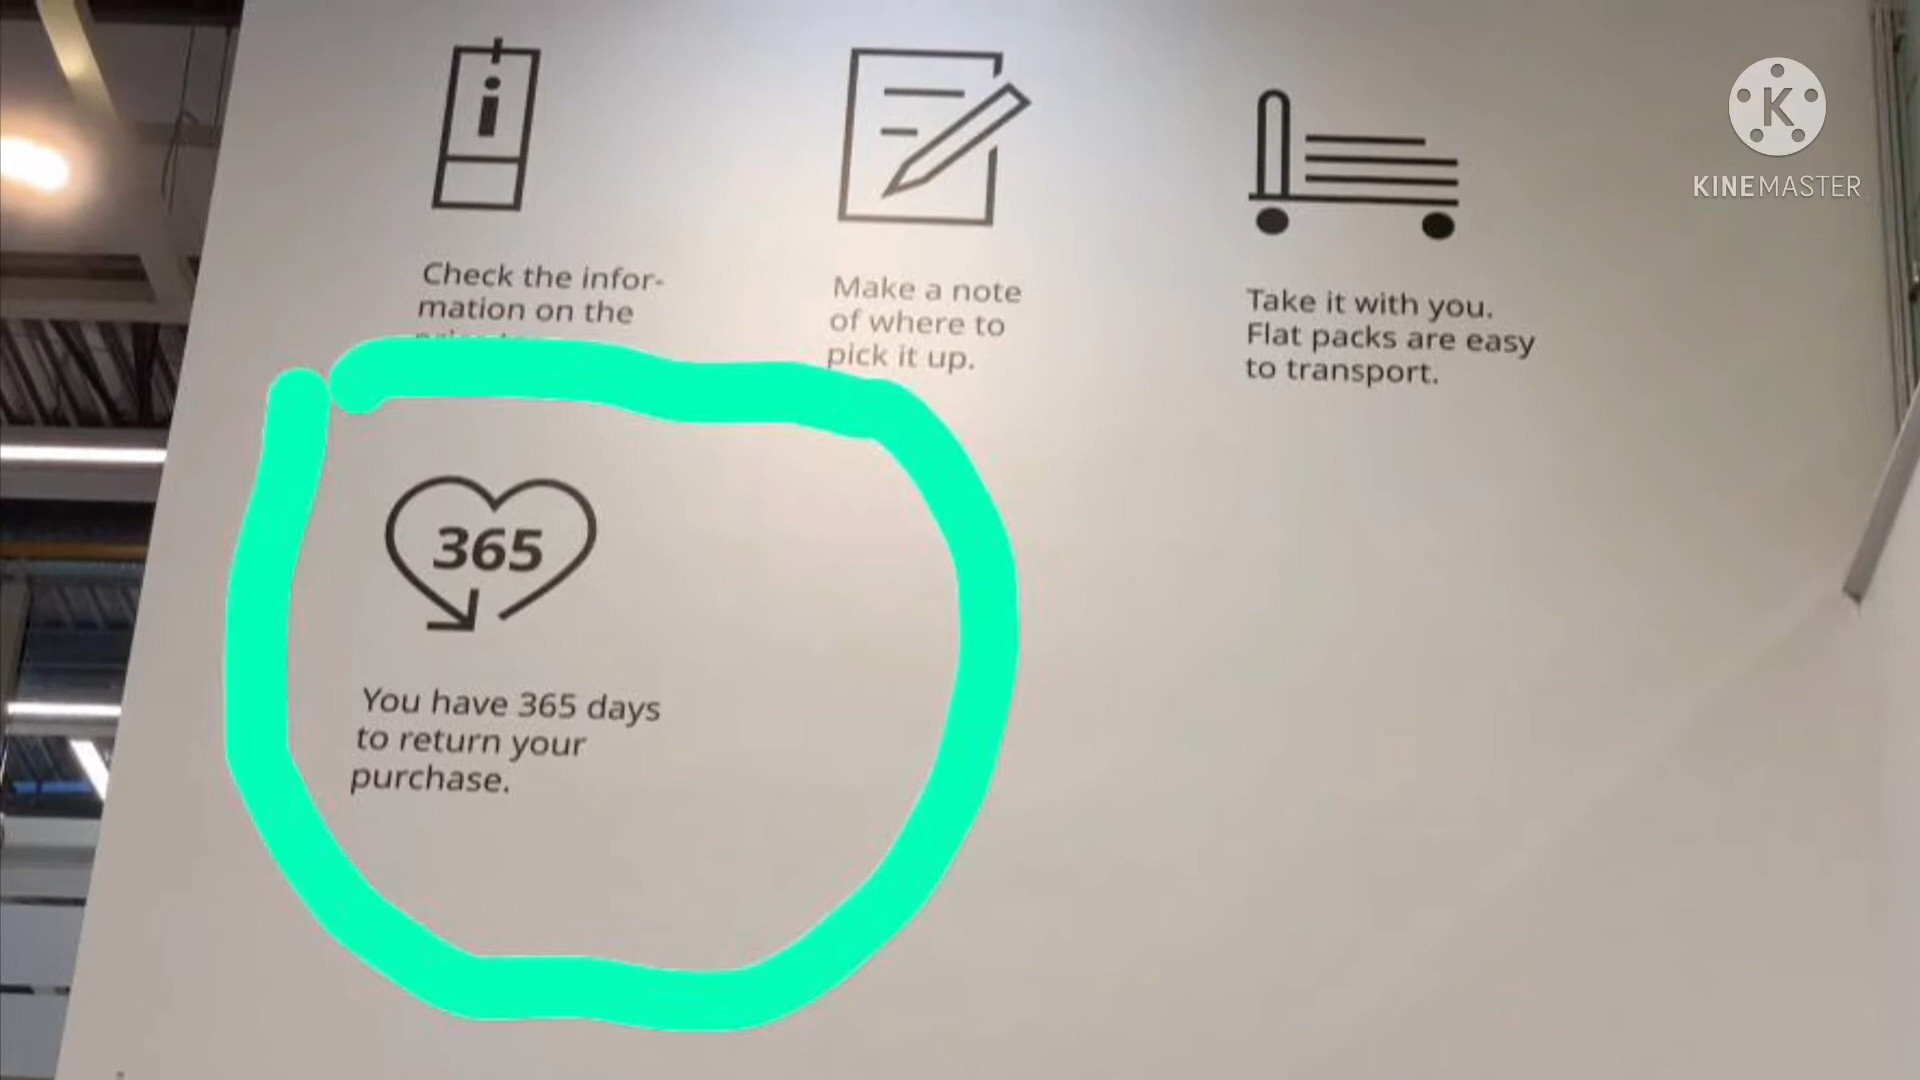 i
Check the infor-
mation on the
Make a note
of where to
pick it up.
Take it with you.
Flat packs are easy
to transport.
K
KINEMASTER
365
You have 365 days
to return your
purchase.